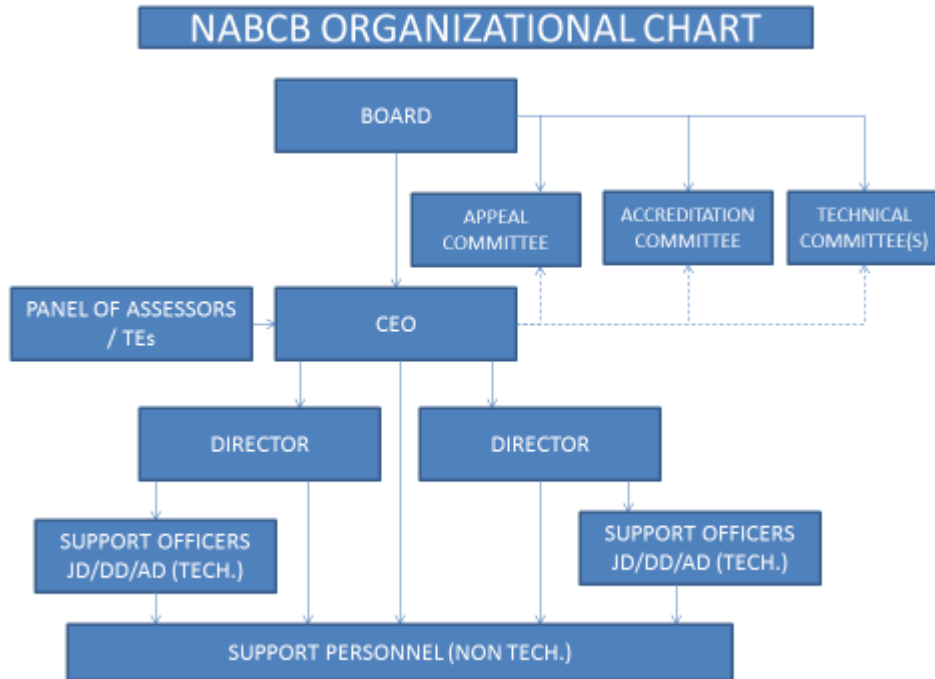 NABCB ORGANIZATIONAL CHART
BOARD
APPEAL
COMMITTEE
ACCREDITATION
COMMITTEE
TECHNICAL
COMMITTEE(S)
PANEL OF ASSESSORS
/ TEs
CEO
DIRECTOR
DIRECTOR
SUPPORT OFFICERS
JD/DD/AD (TECH.)
SUPPORT OFFICERS
JD/DD/AD (TECH.)
SUPPORT PERSONNEL (NON TECH.)